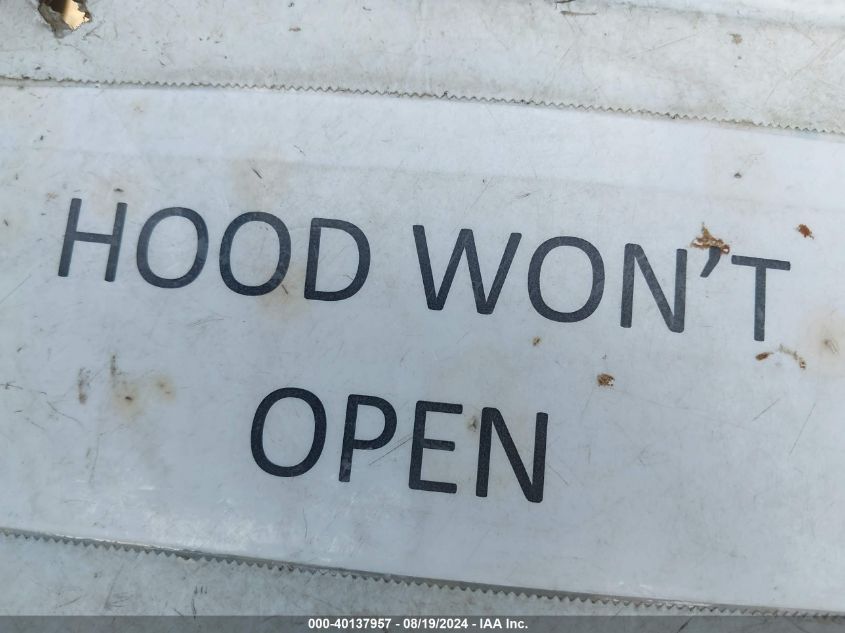 HOOD WON'T
OPEN
000-40137957 - 08/19/2024 - IAA Inc.